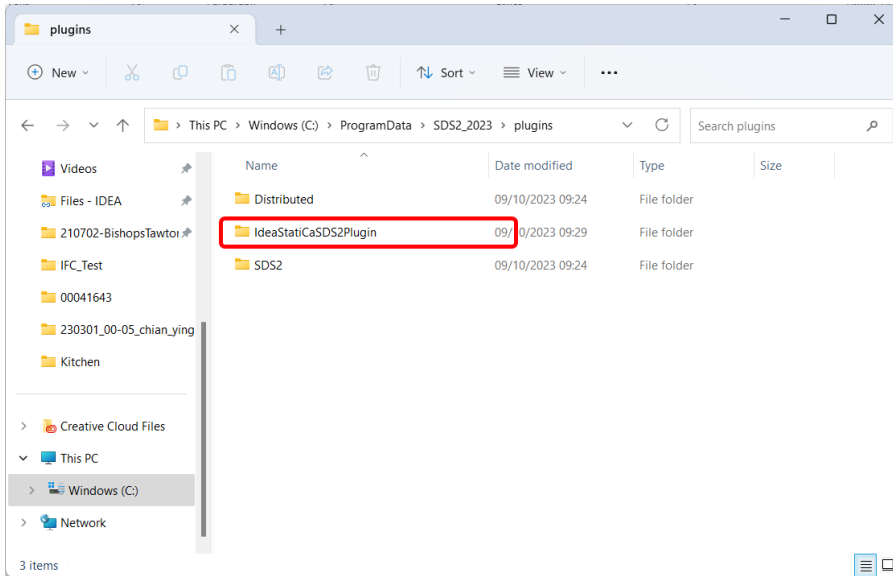 plugins
New
Sort
View
This PC > Windows (C:) > ProgramData > SDS2_2023 > plugins
Search plugins
Name Date modified Type Size
Videos
Files - IDEA
210702-BishopsTawtor
IFC_Test
00041643
230301_00-05_chian_ying
Kitchen
Creative Cloud Files
This PC
Windows (C:)
Network
Distributed 09/10/2023 09:24 File folder
IdeaStatiCaSDS2Plugin 09/10/2023 09:29 File folder
SDS2 09/10/2023 09:24 File folder
3 items